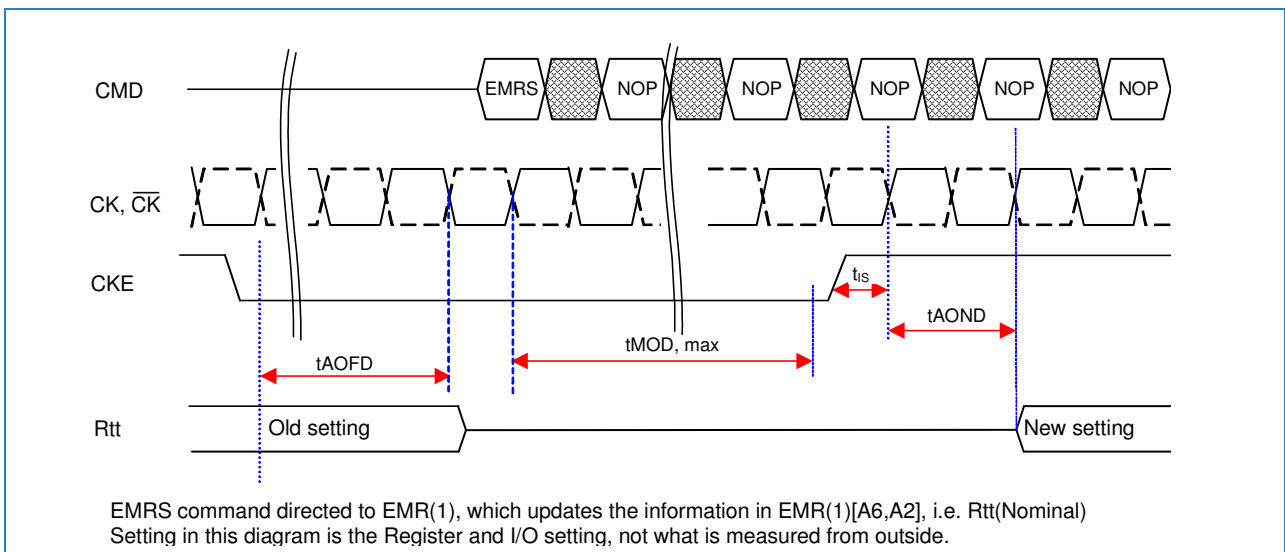 CMD
EMRS NOP NOP NOP NOP NOP
CK, CK
CKE
tIS
tAOND
tMOD, max
tAOFD
Rtt
Old setting
New setting
EMRS command directed to EMR(1), which updates the information in EMR(1)[A6,A2], i.e. Rtt(Nominal)
Setting in this diagram is the Register and I/O setting, not what is measured from outside.